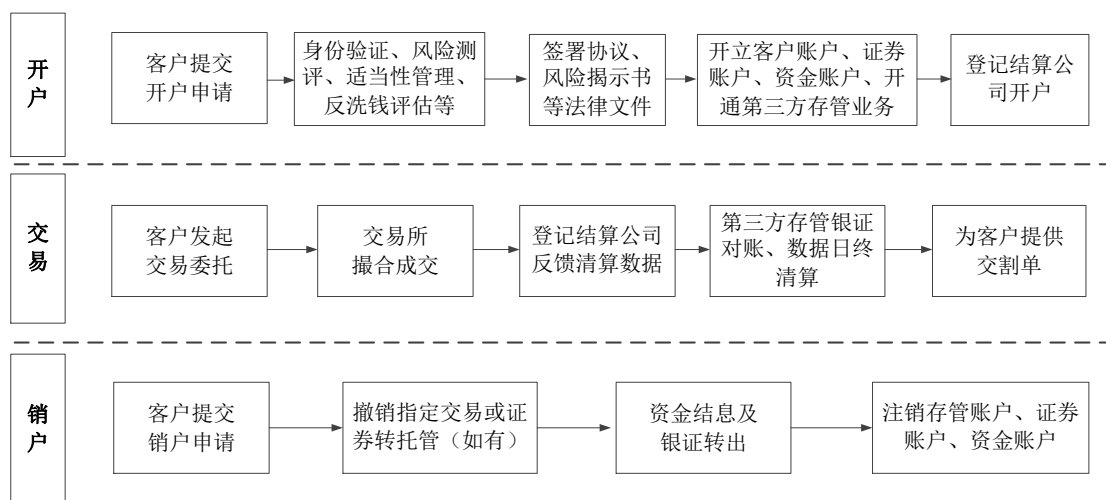 开
户
客户提交
开户申请
身份验证、风险测
评、适当性管理、
反洗钱评估等
签署协议、
风险揭示书
等法律文件
开立客户账户、证券
账户、资金账户、开
通第三方存管业务
登记结算公
司开户
交
易
客户发起
交易委托
交易所
撮合成交
登记结算公司
反馈清算数据
第三方存管银证
对账、数据日终
清算
为客户提供
交割单
销
户
客户提交
销户申请
撤销指定交易或证
券转托管（如有）
资金结息及
银证转出
注销存管账户、证券
账户、资金账户